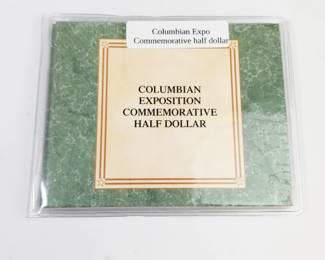 Columbian Expo
Commemorative half dollar
COLUMBIAN
EXPOSITION
COMMEMORATIVE
HALF DOLLAR